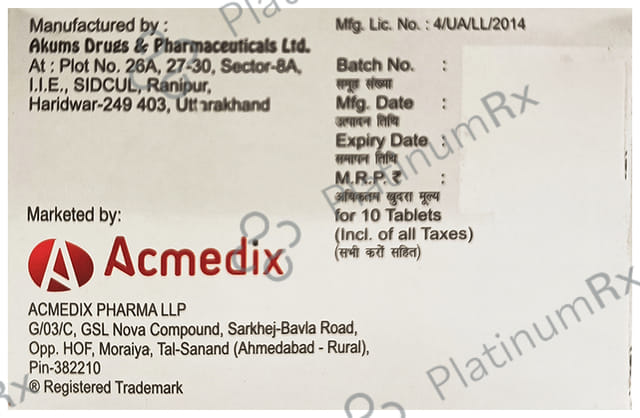 Manufactured by :
Akums Drugs & Pharmaceuticals Ltd.
At : Plot No. 26A, 27-30, Sector-8A,
I.I.E., SIDCUL, Ranipur,
Haridwar-249 403, Uttarakhand
Mfg. Lic. No. : 4/UA/LL/2014
Batch No. :
समूह संख्या
Mfg. Date :
उत्पादन तिथि
Expiry Date :
समापन तिथि
M.R.P.₹ :
अधिकतम खुदरा मूल्य
for 10 Tablets
(Incl. of all Taxes)
(सभी करों सहित)
Marketed by:
Acmedix
ACMEDIX PHARMA LLP
G/03/C, GSL Nova Compound, Sarkhej-Bavla Road,
Opp. HOF, Moraiya, Tal-Sanand (Ahmedabad - Rural),
Pin-382210
® Registered Trademark
PlatinumRx
PlatinumRx
PlatinumRx
Rx